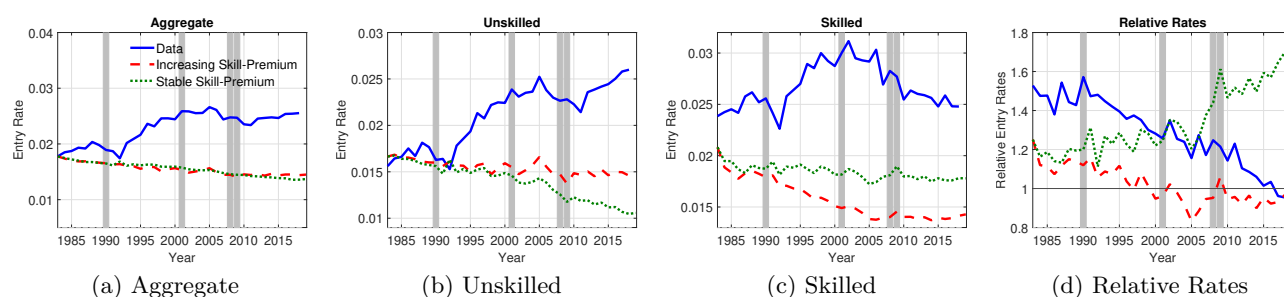 Aggregate
0.04
0.03
0.02
0.01
Entry Rate
Data
Increasing Skill-Premium
Stable Skill-Premium
1985 1990 1995 2000 2005 2010 2015
Year
(a) Aggregate
Unskilled
0.03
0.025
0.02
0.015
0.01
Entry Rate
1985 1990 1995 2000 2005 2010 2015
Year
(b) Unskilled
Skilled
0.03
0.025
0.02
0.015
Entry Rate
1985 1990 1995 2000 2005 2010 2015
Year
(c) Skilled
Relative Rates
1.8
1.6
1.4
1.2
1
0.8
Relative Entry Rates
1985 1990 1995 2000 2005 2010 2015
Year
(d) Relative Rates